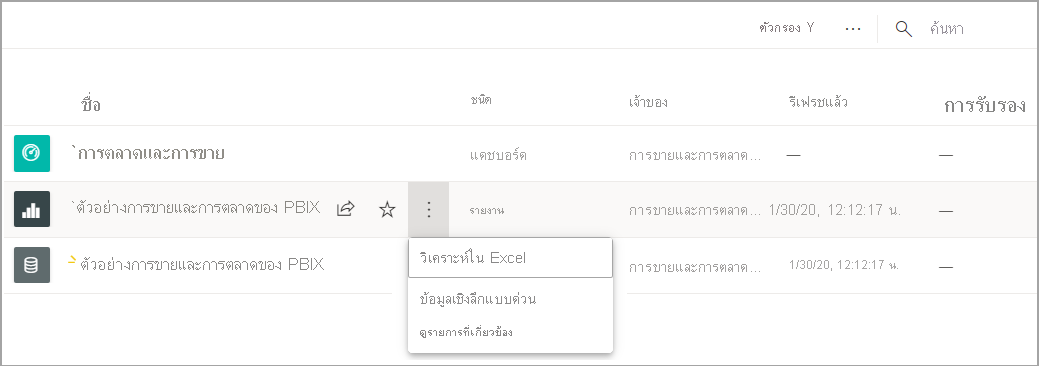 ตัวกรอง Y ... ค้นหา
ชื่อ ชนิด เจ้าของ รีเฟรชแล้ว การรับรอง
`การตลาดและการขาย แดชบอร์ด การขายและการตลาด... — —
`ตัวอย่างการขายและการตลาดของ PBIX รายงาน การขายและการตลาด... 1/30/20, 12:12:17 น. —
ตัวอย่างการขายและการตลาดของ PBIX การขายและการตลาด... 1/30/20, 12:12:17 น. —
วิเคราะห์ใน Excel
ข้อมูลเชิงลึกแบบด่วน
ดูรายการที่เกี่ยวข้อง